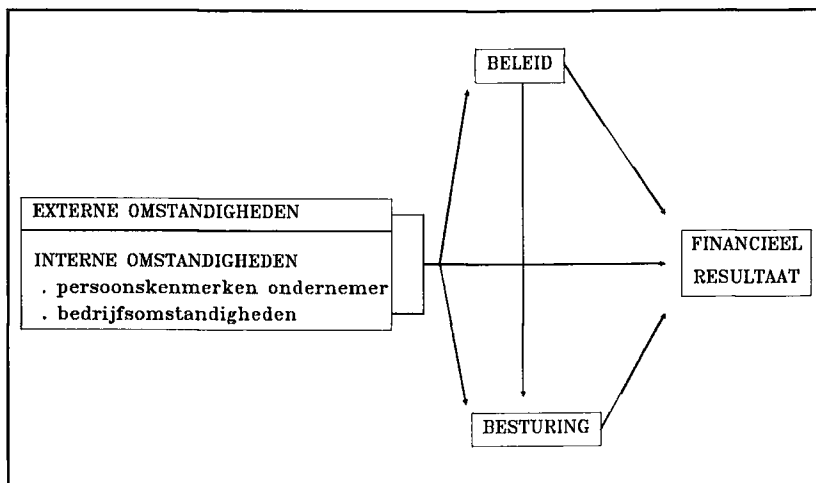 BELEID
EXTERNE OMSTANDIGHEDEN
INTERNE OMSTANDIGHEDEN
. persoonskenmerken ondernemer
. bedrijfsomstandigheden
FINANCIEEL
RESULTAAT
BESTURING